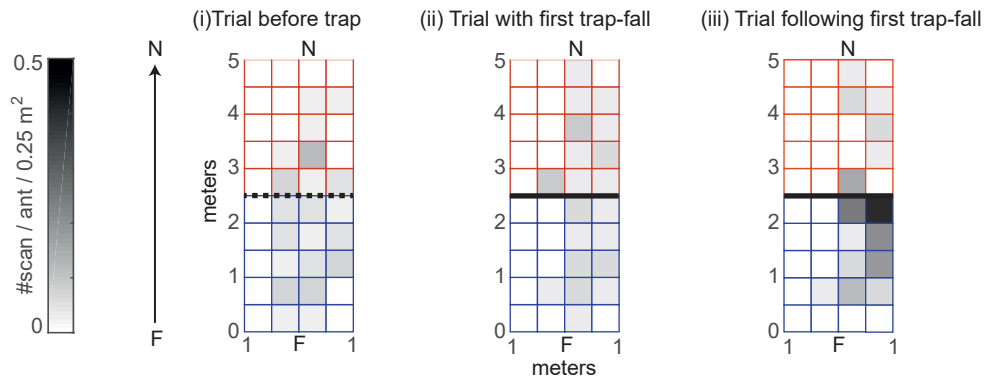 (i)Trial before trap
(ii) Trial with first trap-fall
(iii) Trial following first trap-fall
0.5
0
#scan / ant / 0.25 m²
N
F
N
5
4
3
2
1
0
meters
1
F
1
N
5
4
3
2
1
0
1
F
1
meters
N
5
4
3
2
1
0
1
F
1